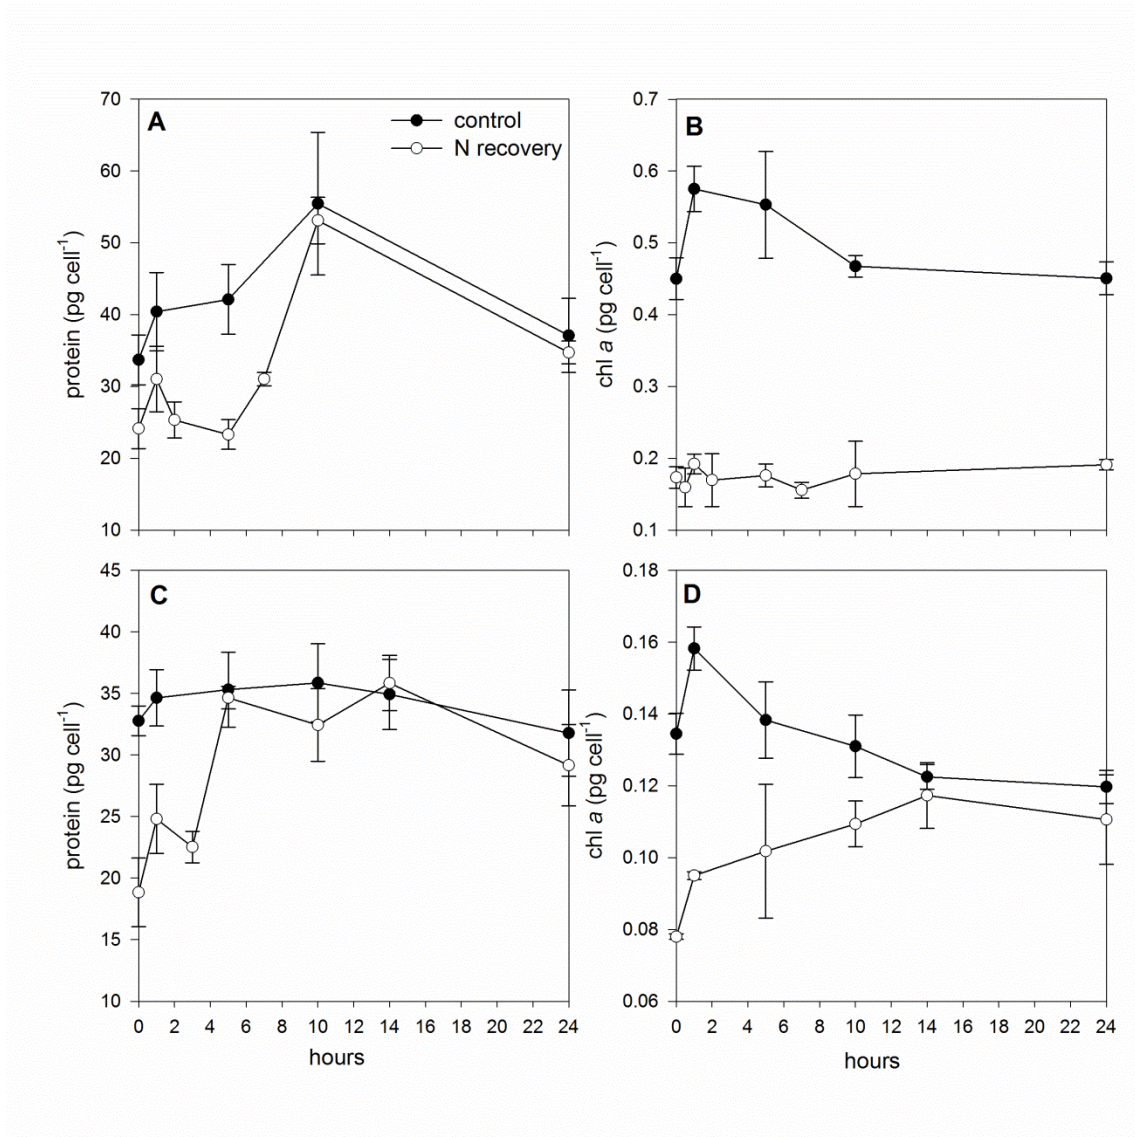 A
control
N recovery
70
60
50
40
30
20
10
protein (pg cell-1)
B
0.7
0.6
0.5
0.4
0.3
0.2
0.1
chl a (pg cell-1)
C
45
40
35
30
25
20
15
10
protein (pg cell-1)
0 2 4 6 8 10 12 14 16 18 20 22 24
hours
D
0.18
0.16
0.14
0.12
0.10
0.08
0.06
chl a (pg cell-1)
0 2 4 6 8 10 12 14 16 18 20 22 24
hours